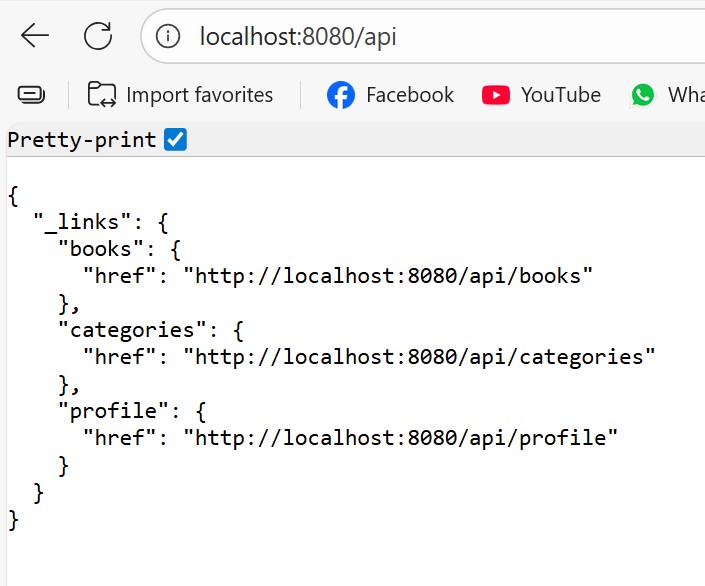 localhost:8080/api
Import favorites Facebook YouTube Wha
Pretty-print
{
  "_links": {
    "books": {
      "href": "http://localhost:8080/api/books"
    },
    "categories": {
      "href": "http://localhost:8080/api/categories"
    },
    "profile": {
      "href": "http://localhost:8080/api/profile"
    }
  }
}